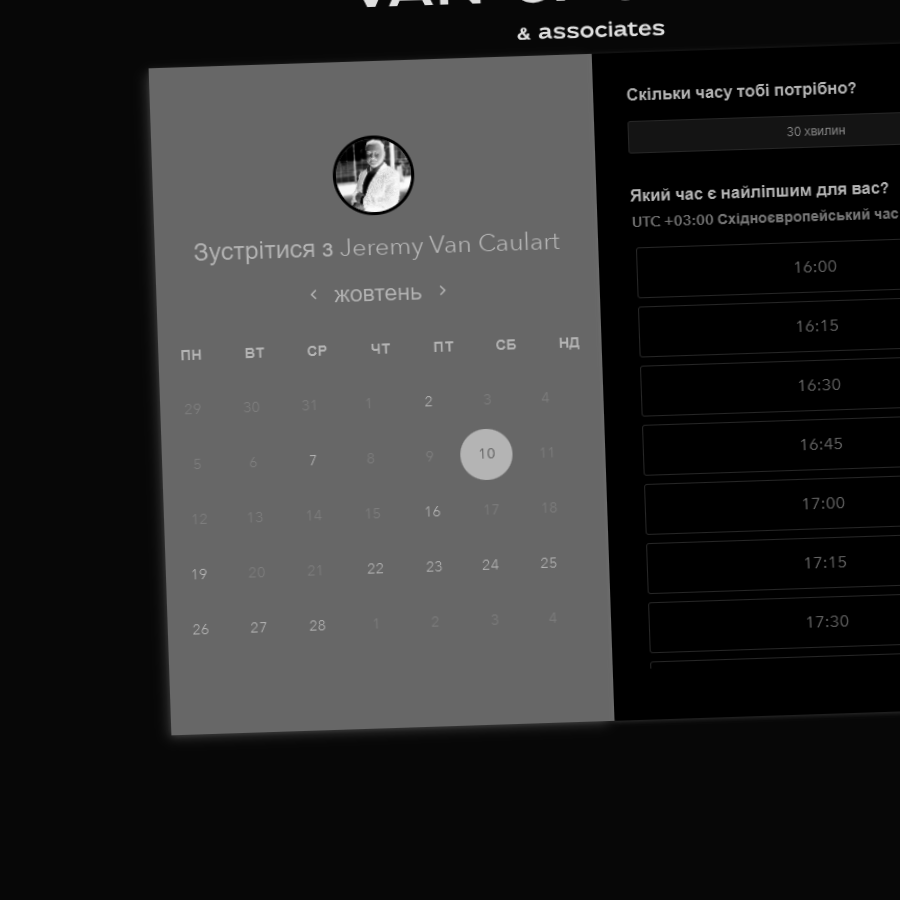 & associates
Зустрітися з Jeremy Van Caulart
‹ жовтень ›
ПН ВТ СР ЧТ ПТ СБ НД
29 30 31 1 2 3 4
5 6 7 8 9 10 11
12 13 14 15 16 17 18
19 20 21 22 23 24 25
26 27 28 1 2 3 4
Скільки часу тобі потрібно?
30 хвилин
Який час є найліпшим для вас?
UTC +03:00 Східноєвропейський час
16:00
16:15
16:30
16:45
17:00
17:15
17:30